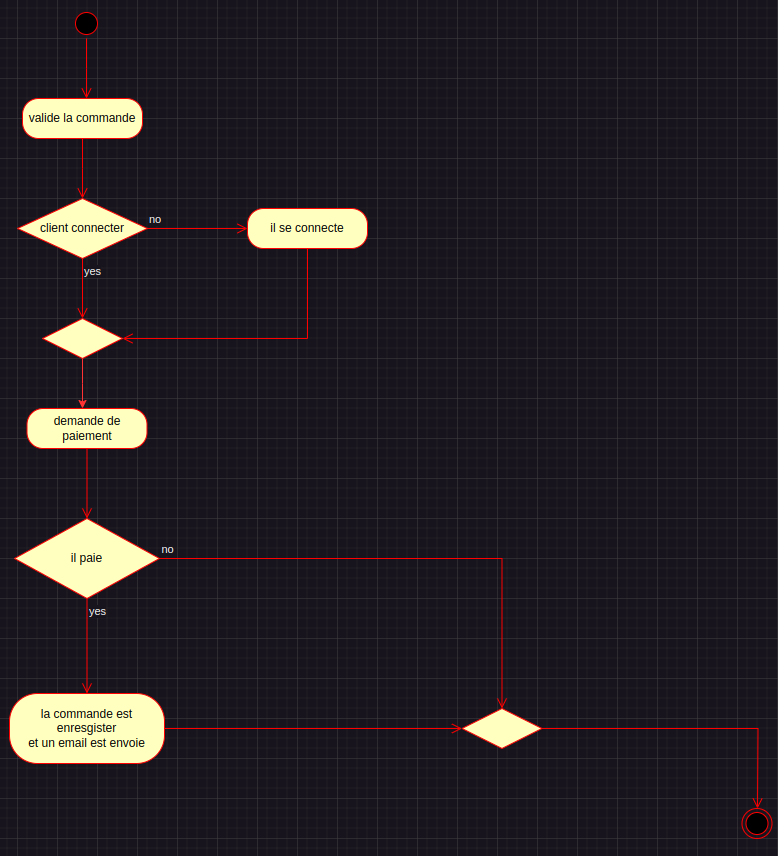 valide la commande
client connecter
no
il se connecte
yes
demande de
paiement
il paie
no
yes
la commande est
enresgister
et un email est envoie